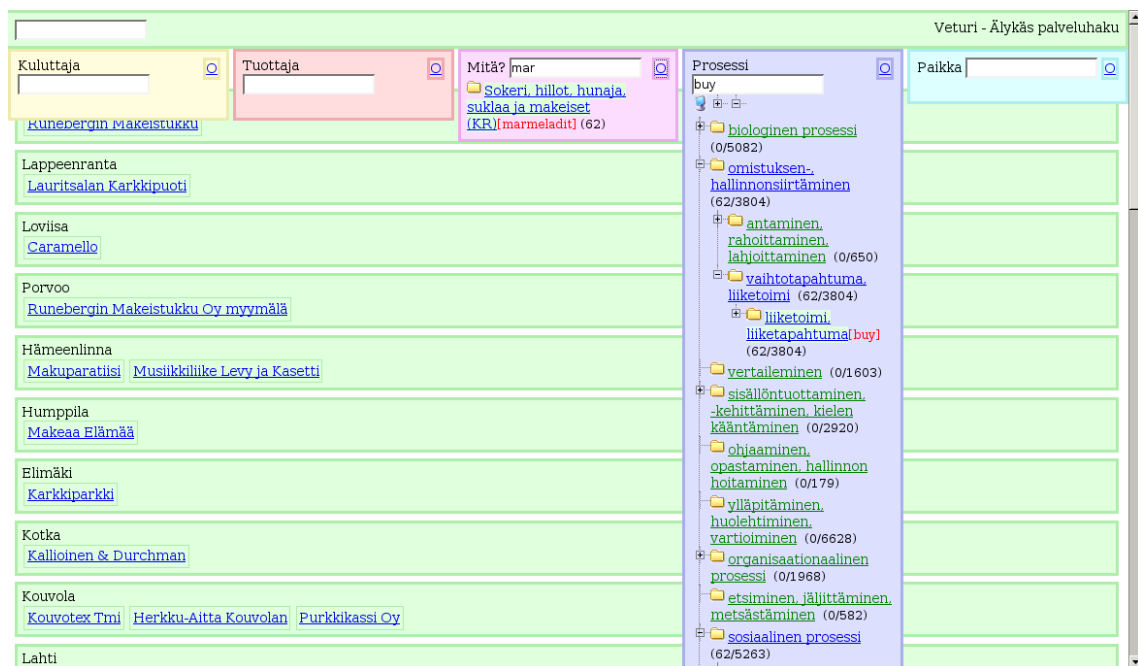 Veturi - Älykäs palveluhaku
Kuluttaja O
Tuottaja O
Mitä? mar O
Sokeri, hillot, hunaja,
suklaa ja makeiset
(KR)[marmeladit] (62)
Prosessi O
buy
biologinen prosessi
(0/5082)
omistuksen-,
hallinnonsiirtäminen
(62/3804)
antaminen,
rahoittaminen,
lahjoittaminen (0/650)
vaihtotapahtuma,
liiketoimi (62/3804)
liiketoimi,
liiketapahtuma[buy]
(62/3804)
vertaileminen (0/1603)
sisällöntuottaminen,
-kehittäminen, kielen
kääntäminen (0/2920)
ohjaaminen,
opastaminen, hallinnon
hoitaminen (0/179)
ylläpitäminen,
huolehtiminen,
vartioiminen (0/6628)
organisaationaalinen
prosessi (0/1968)
etsiminen, jäljittäminen,
metsästäminen (0/582)
sosiaalinen prosessi
(62/5263)
Paikka O
Runebergin Makeistukku
Lappeenranta
Lauritsalan Karkkipuoti
Loviisa
Caramello
Porvoo
Runebergin Makeistukku Oy myymälä
Hämeenlinna
Makuparatiisi Musiikkiliike Levy ja Kasetti
Humppila
Makeaa Elämää
Elimäki
Karkkiparkki
Kotka
Kallioinen & Durchman
Kouvola
Kouvotex Tmi Herkku-Aitta Kouvolan Purkkikassi Oy
Lahti